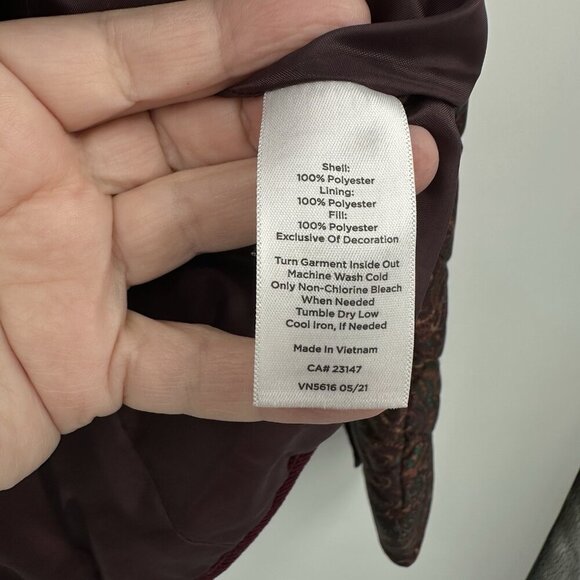 Shell:
100% Polyester
Lining:
100% Polyester
Fill:
100% Polyester
Exclusive Of Decoration
Turn Garment Inside Out
Machine Wash Cold
Only Non-Chlorine Bleach
When Needed
Tumble Dry Low
Cool Iron, If Needed
Made In Vietnam
CA# 23147
VN5616 05/21